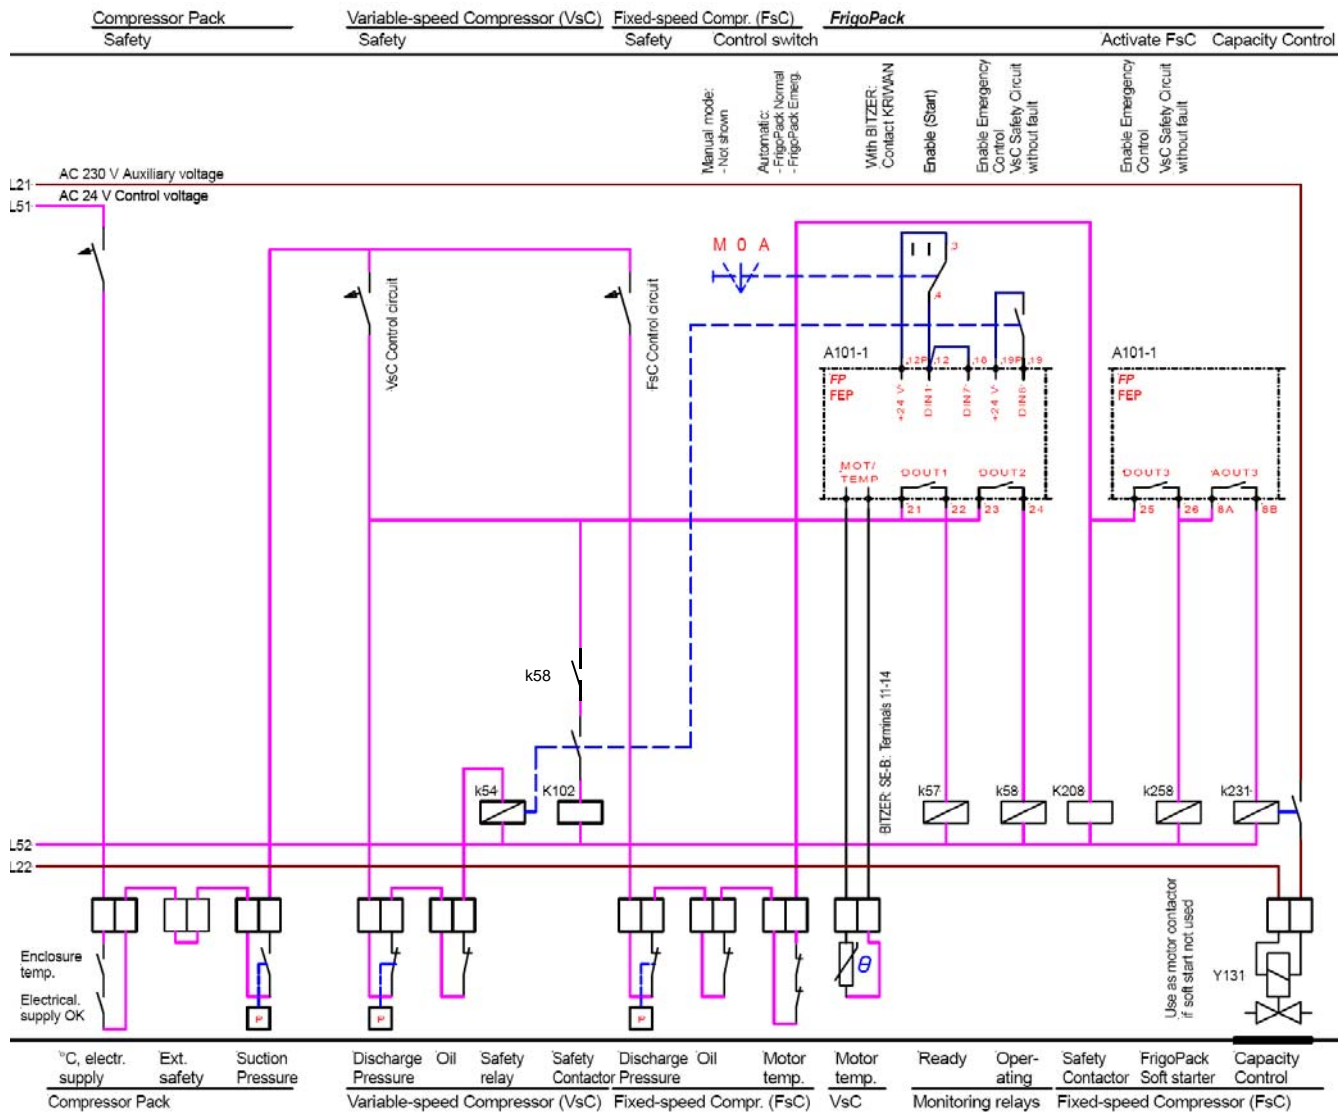 Compressor Pack
Variable-speed Compressor (VsC)
Fixed-speed Compr. (FsC)
FrigoPack
Safety
Safety
Safety
Control switch
Activate FsC
Capacity Control
Manual mode:
- Not shown
Automatic:
- FrigoPack Normal
- FrigoPack Emerg.
With BITZER:
Contact KRIWAN
Enable (Start)
Enable Emergency
Control
VsC Safety Circuit
without fault
Enable Emergency
Control
VsC Safety Circuit
without fault
L21
AC 230 V Auxiliary voltage
L51
AC 24 V Control voltage
M 0 A
3
4
VsC Control circuit
FsC Control circuit
A101-1
12P
12
18
19P
19
A101-1
FP
FEP
+24 V
DIN1
DIN7
+24 V
DIN8
FP
FEP
MOT/
TEMP
DOUT1
DOUT2
DOUT3
AOUT3
21
22
23
24
25
26
8A
8B
k58
BITZER: SE-B: Terminals 11-14
k54
K102
k57
k58
K208
k258
k231
L52
L22
Enclosure
temp.
Electrical.
supply OK
P
P
P
θ
Use as motor contactor
if soft start not used
Y131
°C, electr.
supply
Ext.
safety
Suction
Pressure
Discharge
Pressure
Oil
Safety
relay
Safety
Contactor
Discharge
Pressure
Oil
Motor
temp.
Motor
temp.
Ready
Oper-
ating
Safety
Contactor
FrigoPack
Soft starter
Capacity
Control
Compressor Pack
Variable-speed Compressor (VsC)
Fixed-speed Compr. (FsC)
VsC
Monitoring relays
Fixed-speed Compressor (FsC)